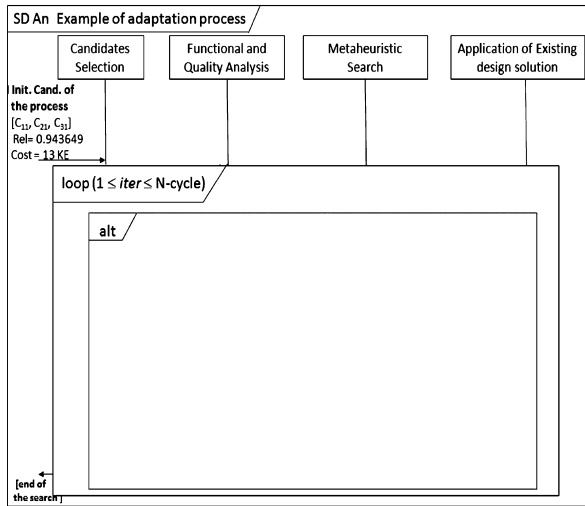 SD An Example of adaptation process
Candidates
Selection
Functional and
Quality Analysis
Metaheuristic
Search
Application of Existing
design solution
Init. Cand. of
the process
[C₁₁, C₂₁, C₃₁]
Rel= 0.943649
Cost = 13 KE
loop (1 ≤ iter ≤ N-cycle)
alt
[end of
the search ]